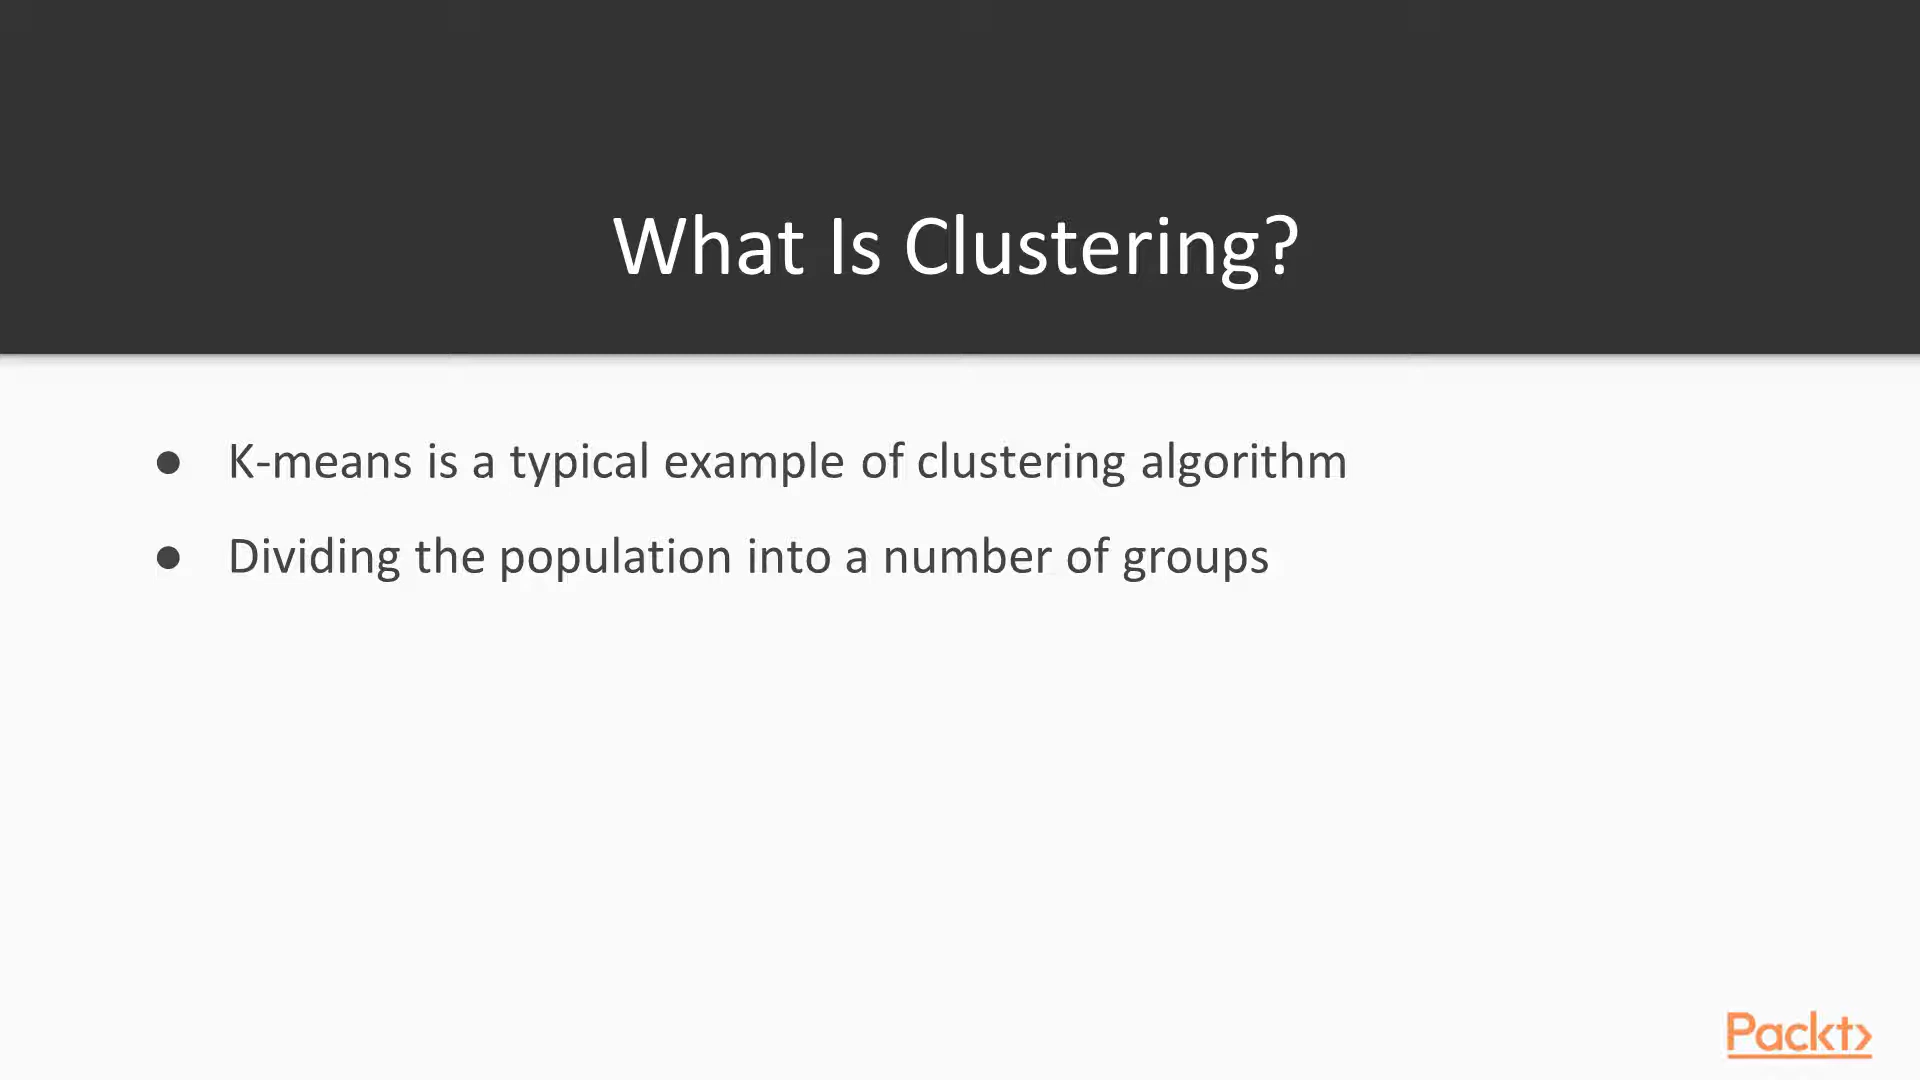 What Is Clustering?
● K-means is a typical example of clustering algorithm
● Dividing the population into a number of groups
Packt>